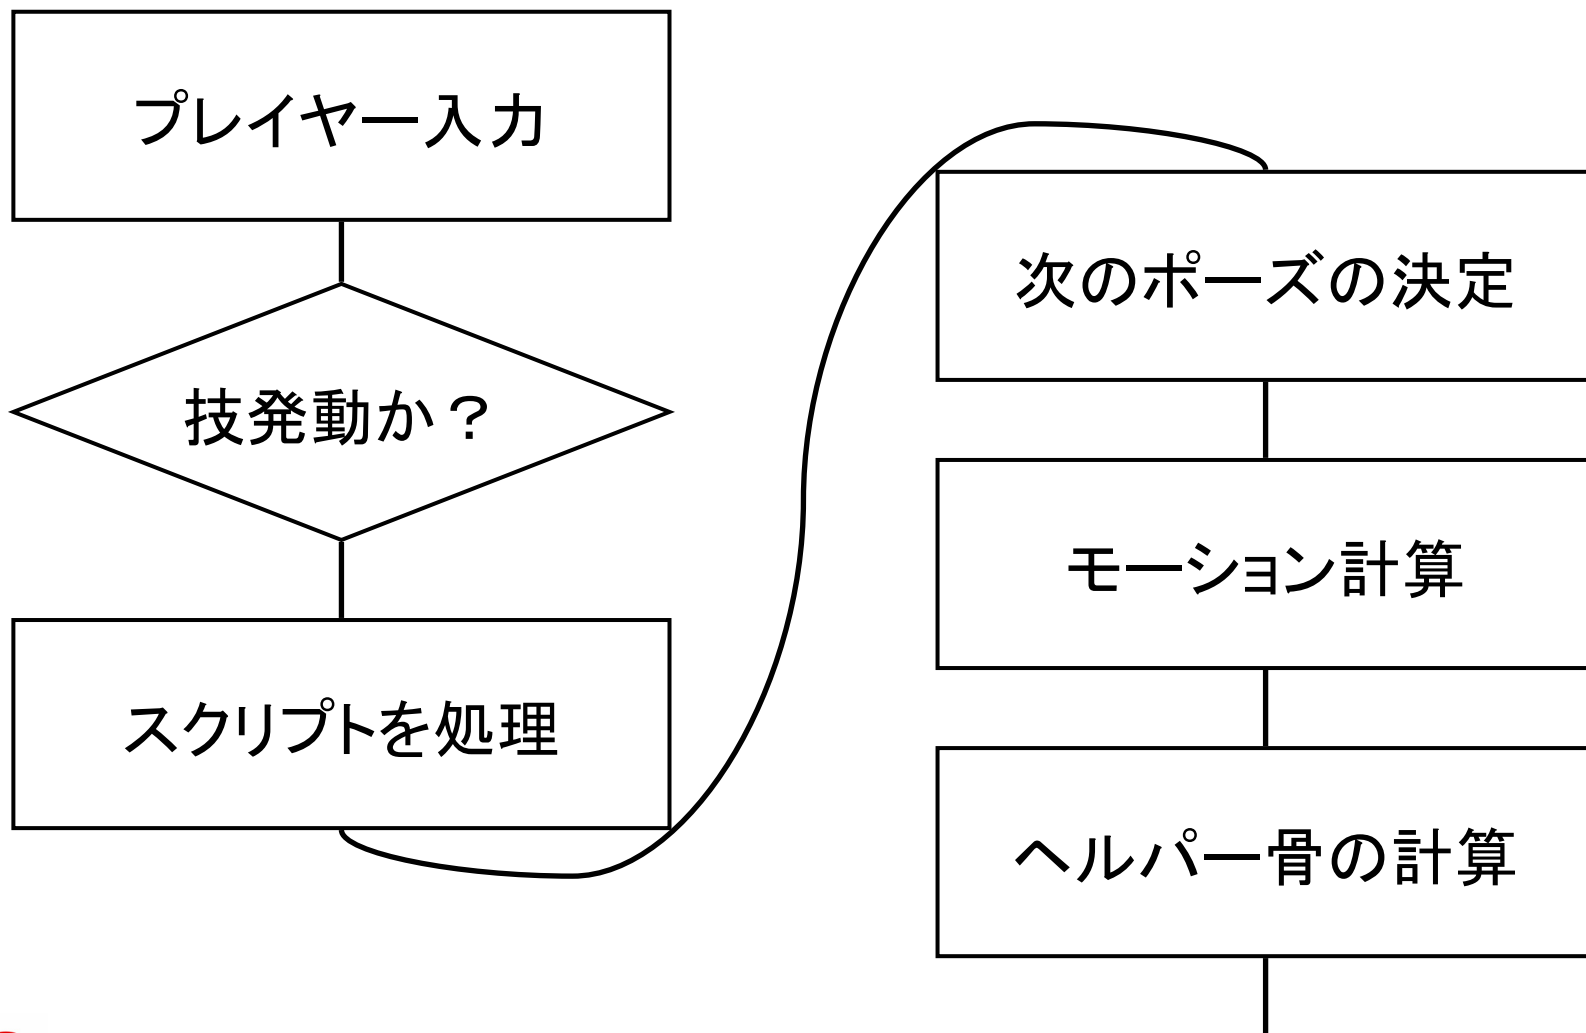 プレイヤー入力
技発動か？
スクリプトを処理
次のポーズの決定
モーション計算
ヘルパー骨の計算